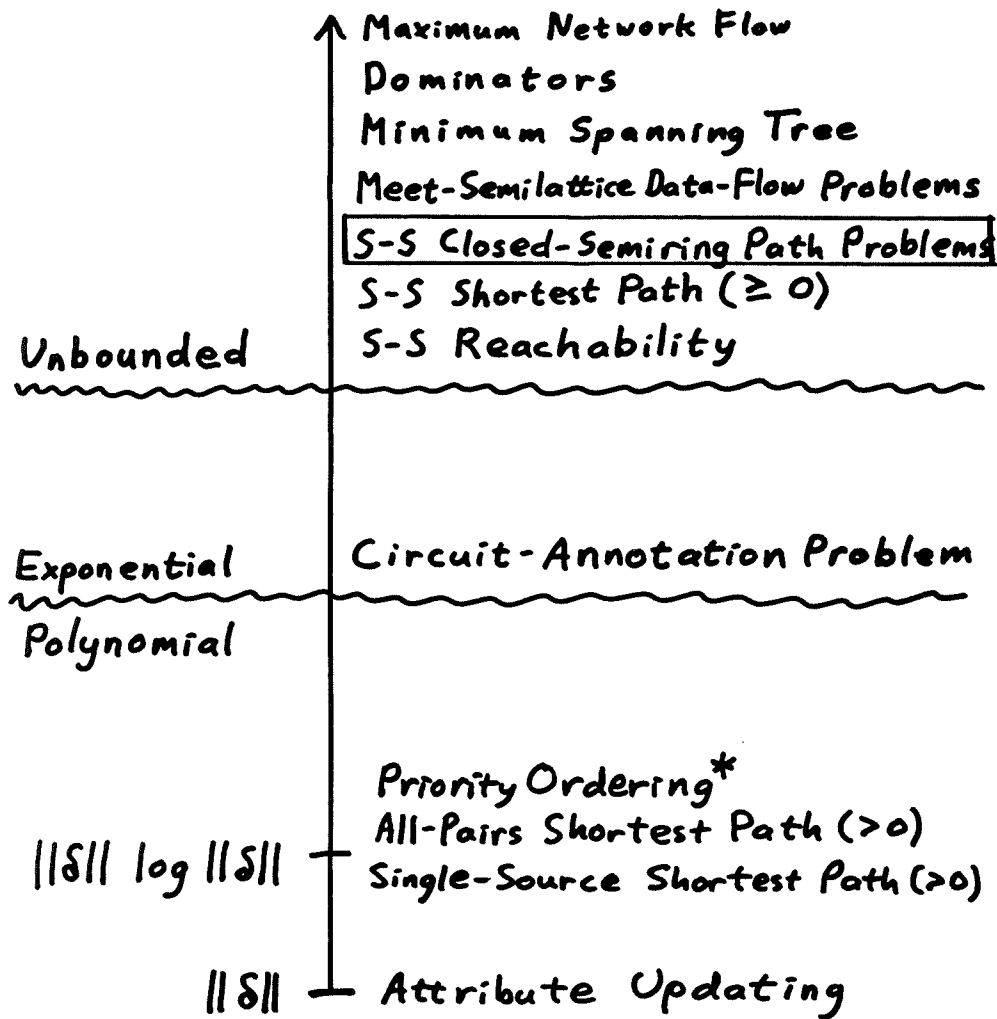 Maximum Network Flow
Dominators
Minimum Spanning Tree
Meet-Semilattice Data-Flow Problems
S-S Closed-Semiring Path Problems
S-S Shortest Path (≥ 0)
Unbounded S-S Reachability
Exponential Circuit-Annotation Problem
Polynomial
Priority Ordering*
All-Pairs Shortest Path (>0)
||δ|| log ||δ||
Single-Source Shortest Path (>0)
||δ|| Attribute Updating